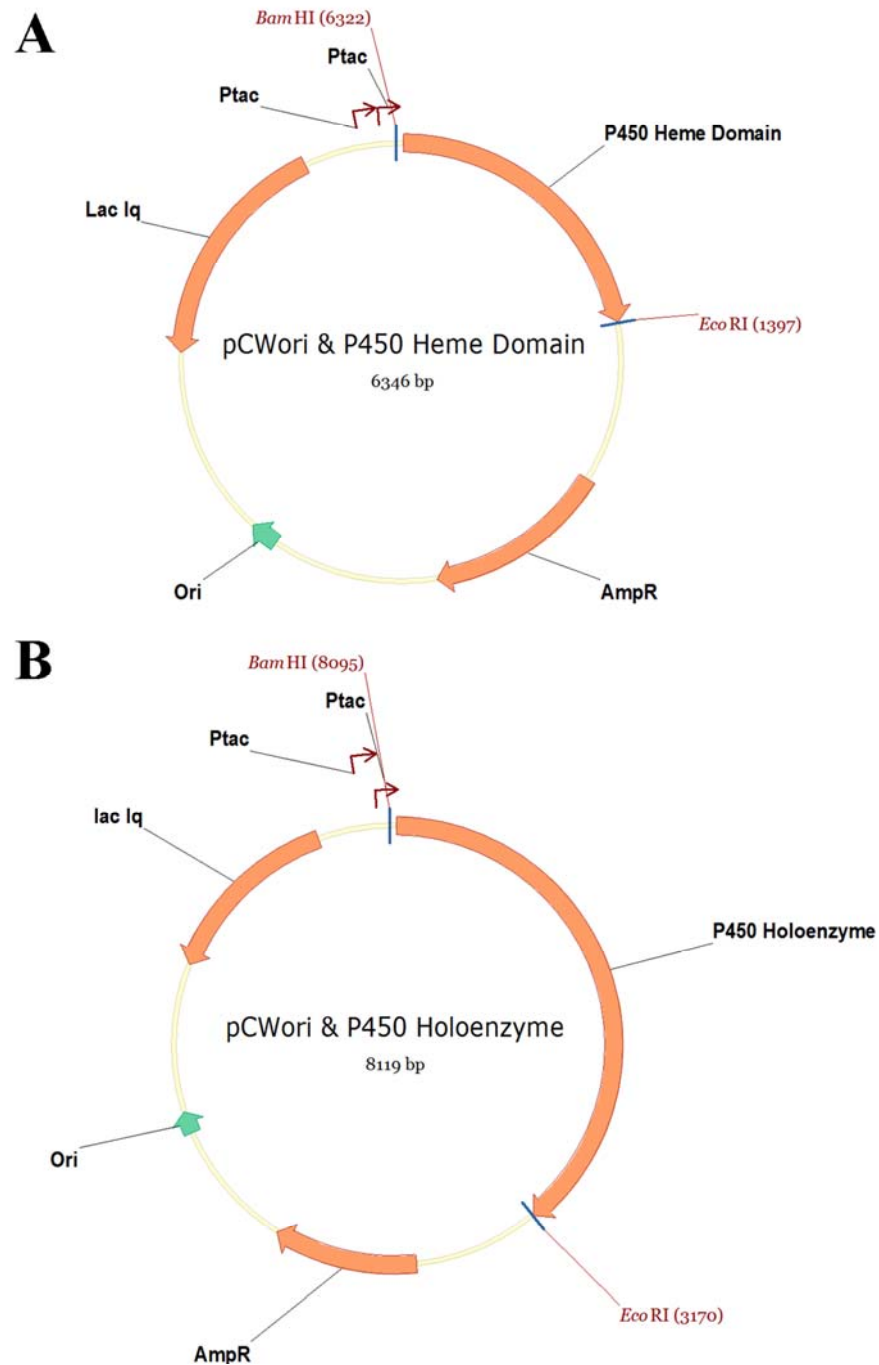 A
BamHI (6322)
Ptac
Ptac
P450 Heme Domain
Lac Iq
EcoRI (1397)
pCWori & P450 Heme Domain
6346 bp
Ori
AmpR
B
BamHI (8095)
Ptac
Ptac
lac Iq
P450 Holoenzyme
pCWori & P450 Holoenzyme
8119 bp
Ori
EcoRI (3170)
AmpR